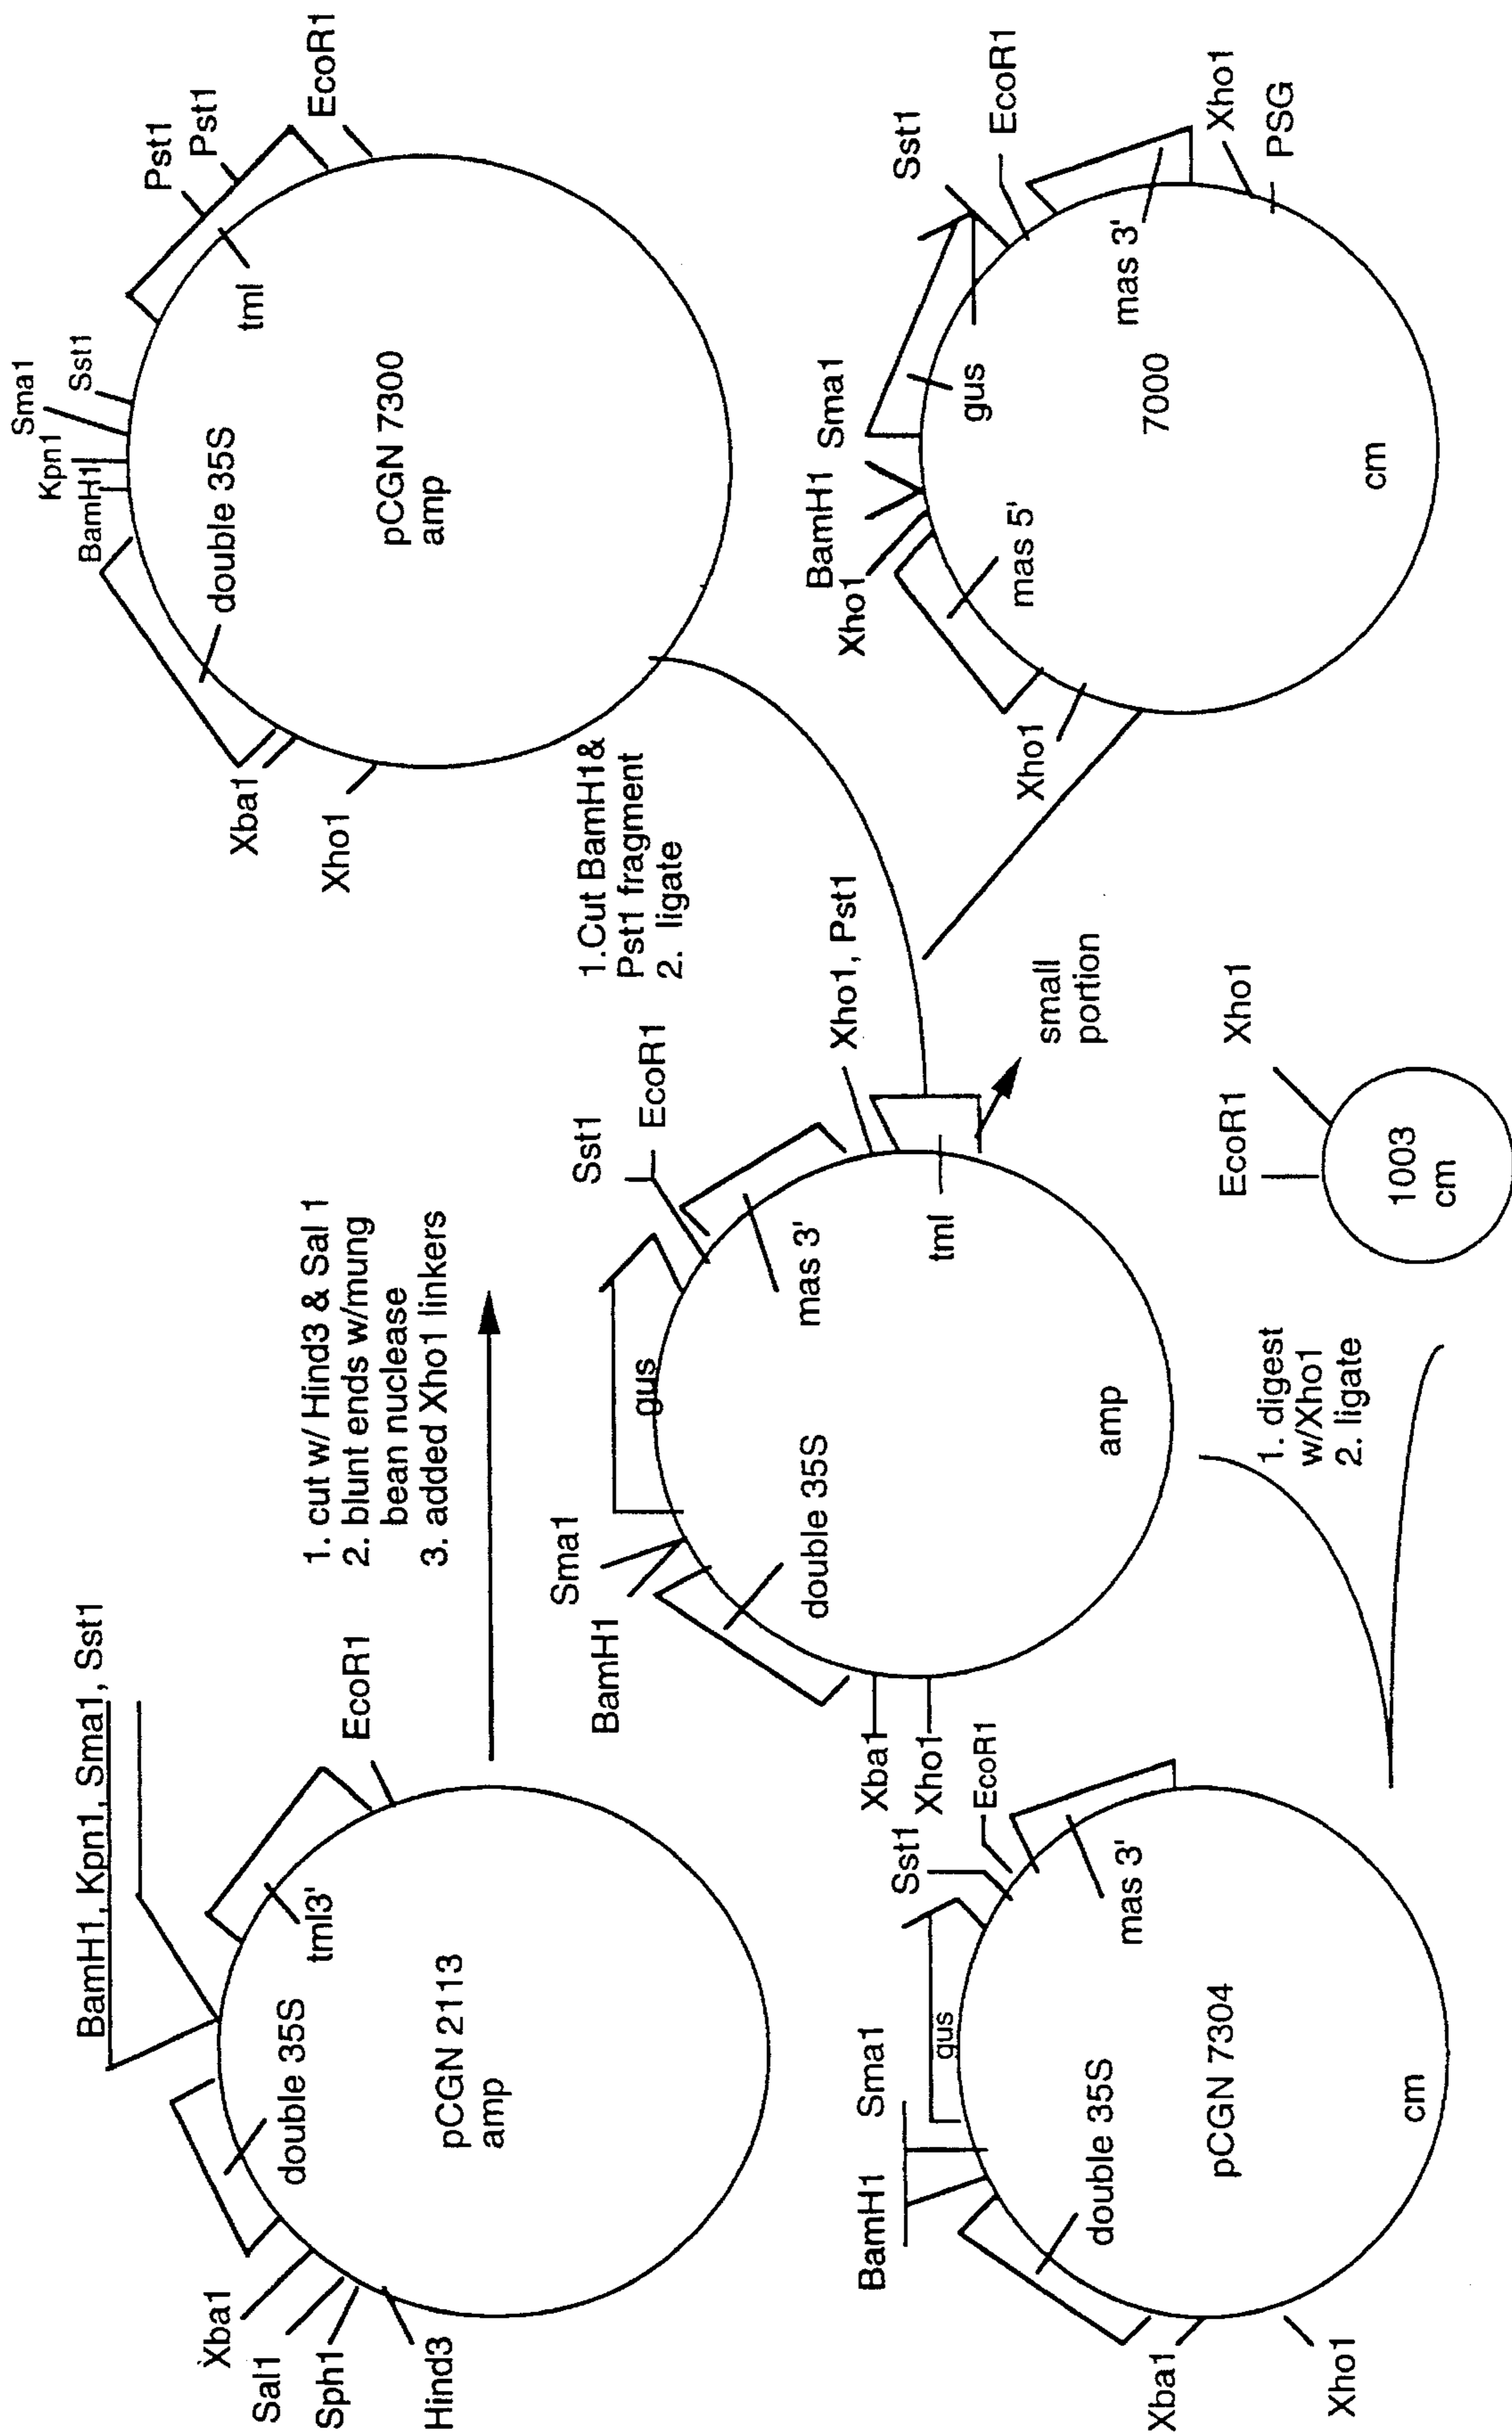 BamH1, Kpn1, Sma1, Sst1
Xba1
Sal1
Sph1
Hind3
double 35S
tml3'
EcoR1
pCGN 2113
amp
1. cut w/ Hind3 & Sal 1
2. blunt ends w/mung
bean nuclease
3. added Xho1 linkers
Sma1
Kpn1
BamH1
Sst1
Pst1
Pst1
EcoR1
tml
double 35S
pCGN 7300
amp
Xba1
Xho1
1.Cut BamH1&
Pst1 fragment
2. ligate
Sma1
BamH1
gus
Sst1
EcoR1
mas 3'
Xho1, Pst1
tml
small
portion
double 35S
amp
Xba1
Xho1
BamH1
Xho1
Sma1
gus
Sst1
EcoR1
mas 5'
mas 3'
7000
cm
Xho1
Xho1
PSG
BamH1
Sma1
gus
Sst1
EcoR1
mas 3'
double 35S
pCGN 7304
cm
Xba1
Xho1
1. digest
w/Xho1
2. ligate
EcoR1
Xho1
1003
cm